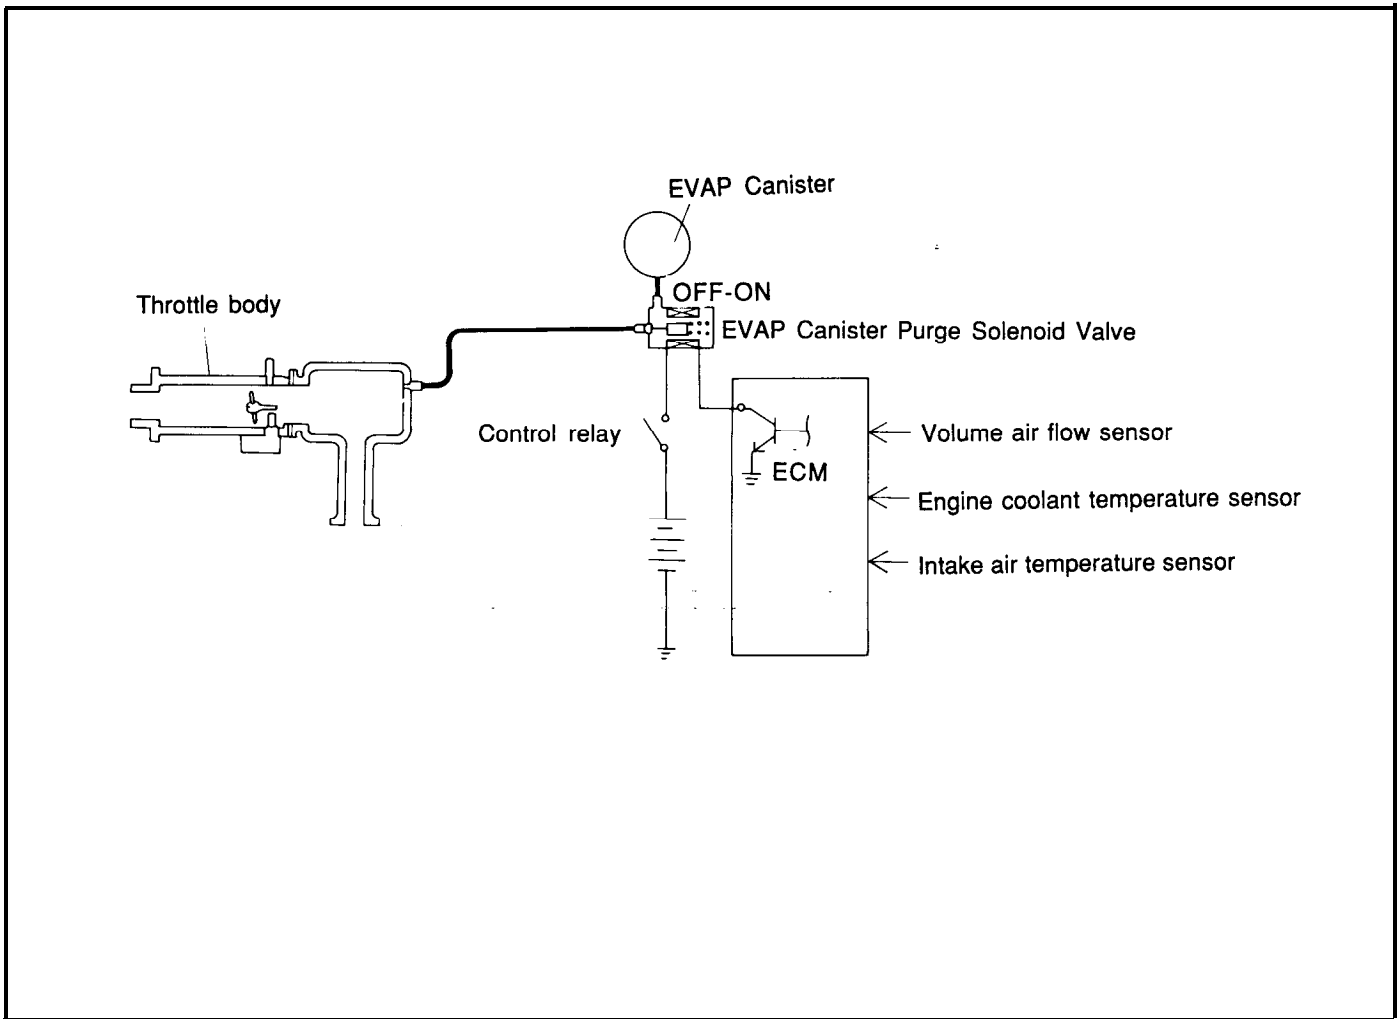 EVAP Canister
OFF-ON
Throttle body
EVAP Canister Purge Solenoid Valve
Control relay
Volume air flow sensor
ECM
Engine coolant temperature sensor
Intake air temperature sensor